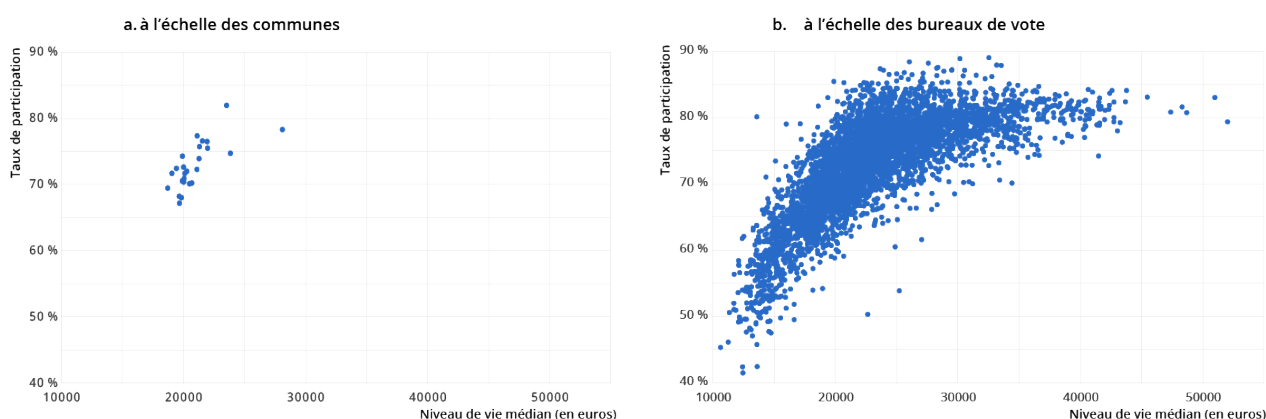 a. à l'échelle des communes
Taux de participation
90 %
80 %
70 %
60 %
50 %
40 %
10000 20000 30000 40000 50000
Niveau de vie médian (en euros)
b. à l'échelle des bureaux de vote
Taux de participation
90 %
80 %
70 %
60 %
50 %
40 %
10000 20000 30000 40000 50000
Niveau de vie médian (en euros)